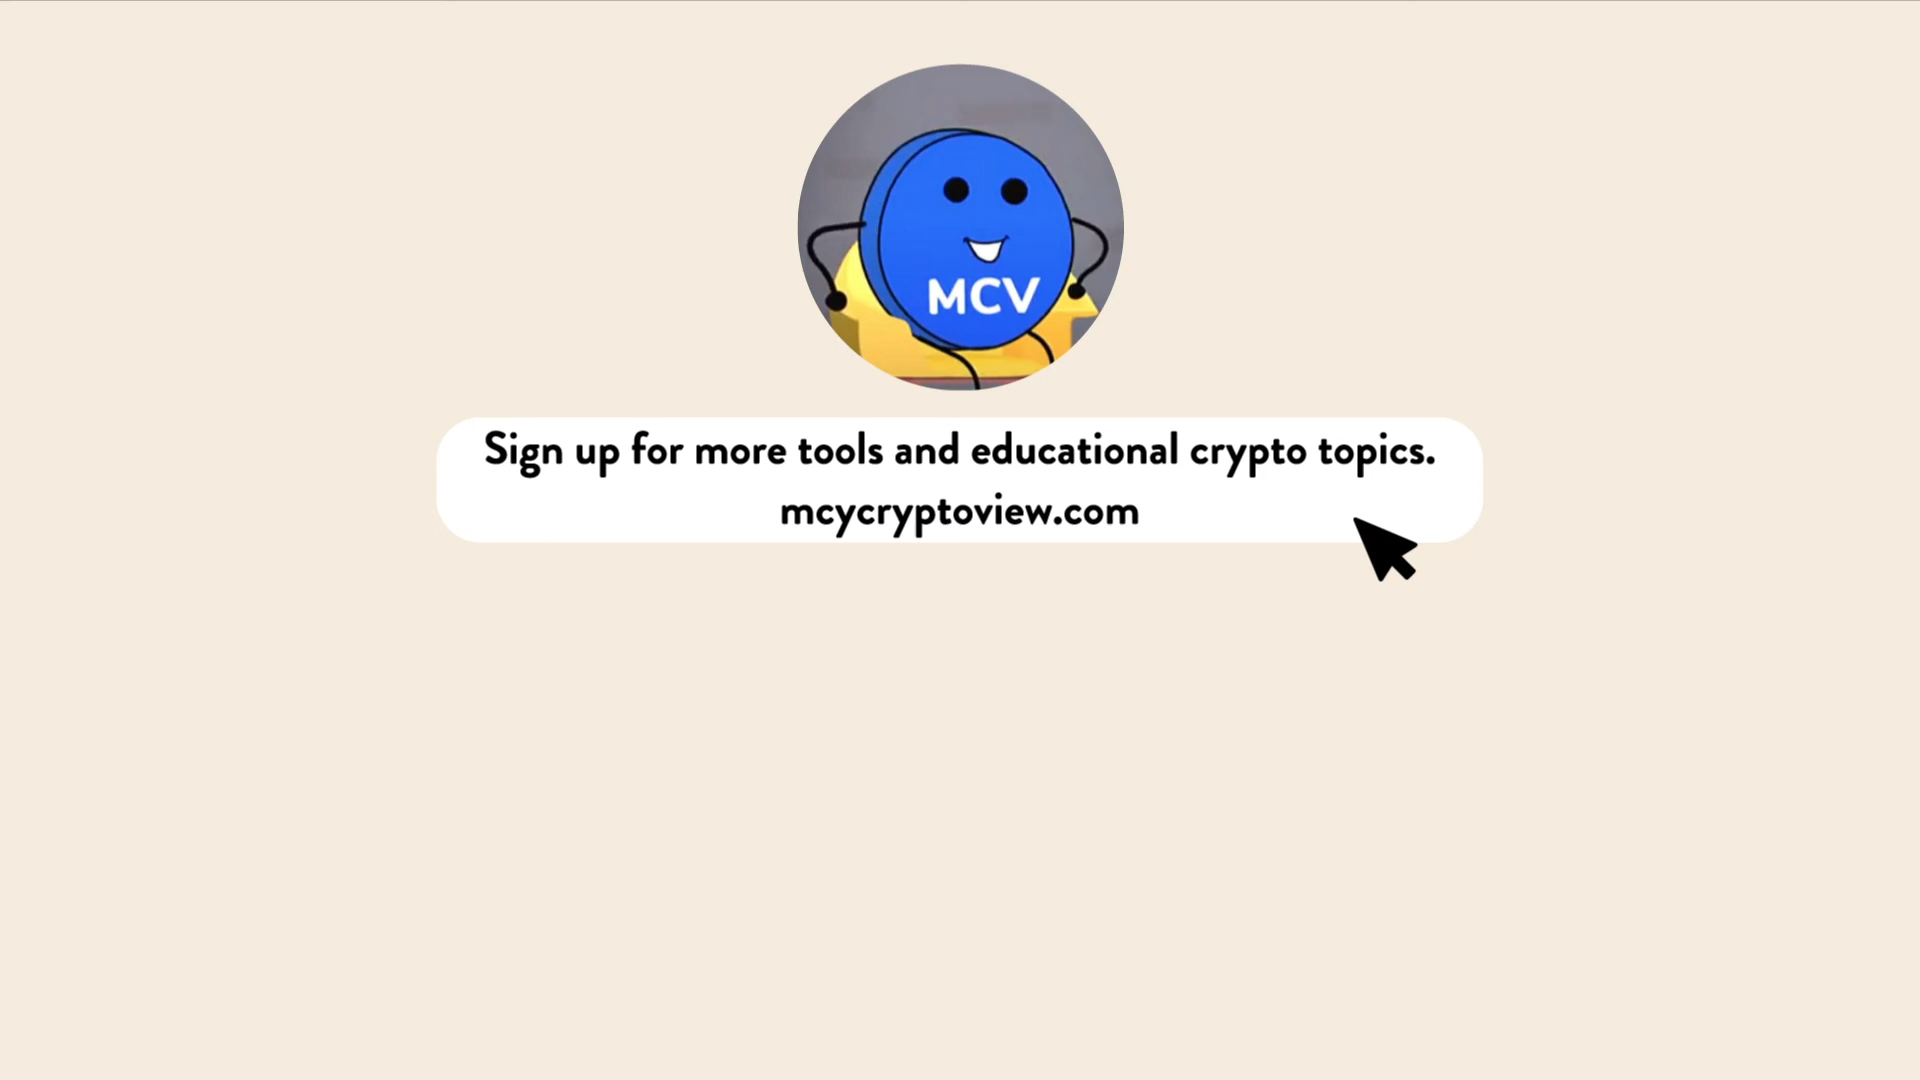 MCV
Sign up for more tools and educational crypto topics.
mcycryptoview.com